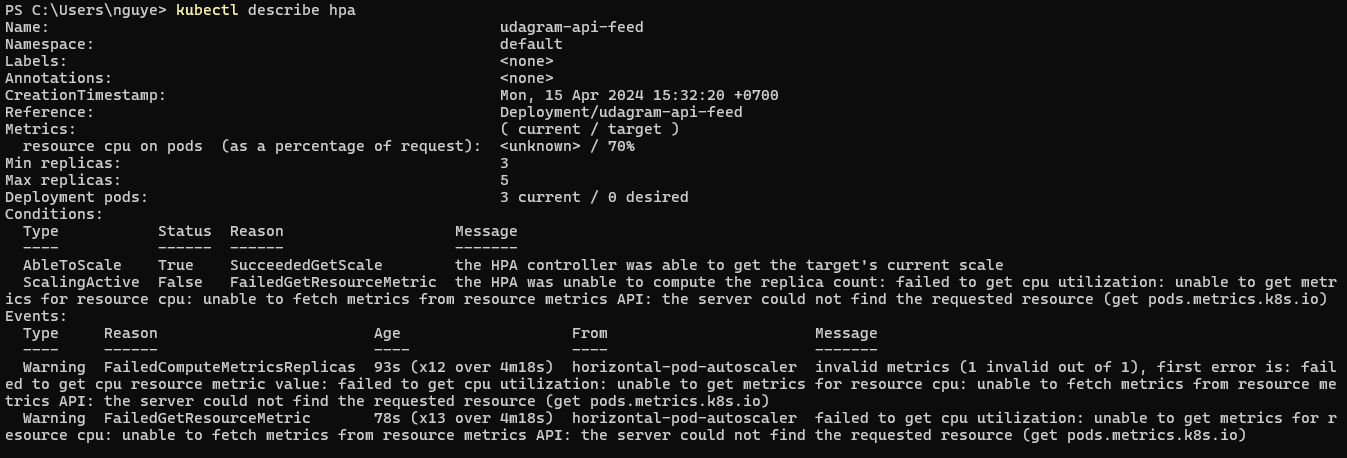 PS C:\Users\nguye> kubectl describe hpa
Name:                                                  udagram-api-feed
Namespace:                                             default
Labels:                                                <none>
Annotations:                                           <none>
CreationTimestamp:                                     Mon, 15 Apr 2024 15:32:20 +0700
Reference:                                             Deployment/udagram-api-feed
Metrics:                                               ( current / target )
  resource cpu on pods  (as a percentage of request):  <unknown> / 70%
Min replicas:                                          3
Max replicas:                                          5
Deployment pods:                                       3 current / 0 desired
Conditions:
  Type           Status  Reason                   Message
  ----           ------  ------                   -------
  AbleToScale    True    SucceededGetScale        the HPA controller was able to get the target's current scale
  ScalingActive  False   FailedGetResourceMetric  the HPA was unable to compute the replica count: failed to get cpu utilization: unable to get metr
ics for resource cpu: unable to fetch metrics from resource metrics API: the server could not find the requested resource (get pods.metrics.k8s.io)
Events:
  Type     Reason                        Age                   From                       Message
  ----     ------                        ----                  ----                       -------
  Warning  FailedComputeMetricsReplicas  93s (x12 over 4m18s)  horizontal-pod-autoscaler  invalid metrics (1 invalid out of 1), first error is: fail
ed to get cpu resource metric value: failed to get cpu utilization: unable to get metrics for resource cpu: unable to fetch metrics from resource me
trics API: the server could not find the requested resource (get pods.metrics.k8s.io)
  Warning  FailedGetResourceMetric       78s (x13 over 4m18s)  horizontal-pod-autoscaler  failed to get cpu utilization: unable to get metrics for r
esource cpu: unable to fetch metrics from resource metrics API: the server could not find the requested resource (get pods.metrics.k8s.io)